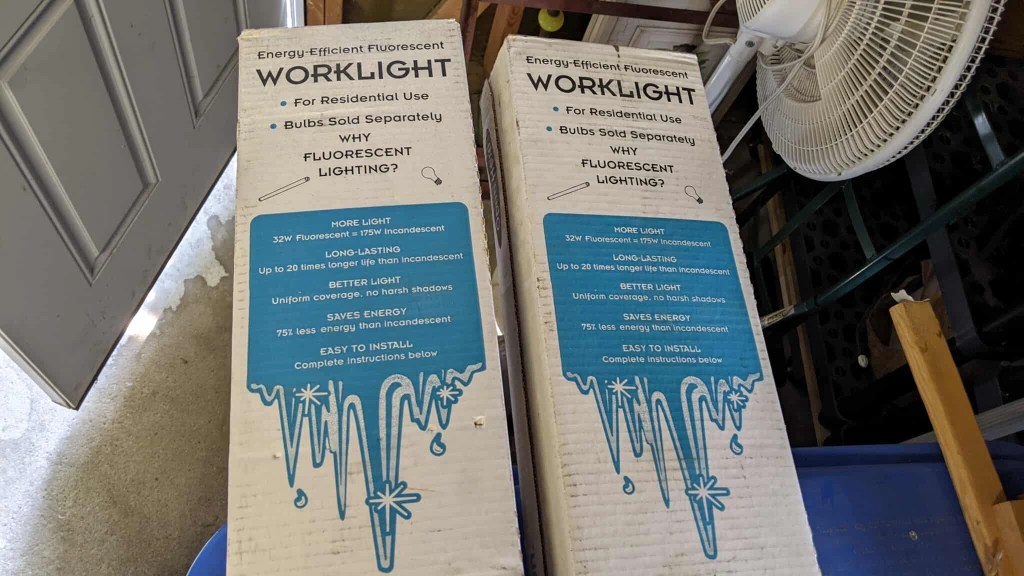 Energy-Efficient Fluorescent
WORKLIGHT
• For Residential Use
• Bulbs Sold Separately
WHY
FLUORESCENT
LIGHTING?
MORE LIGHT
32W Fluorescent = 175W Incandescent
LONG-LASTING
Up to 20 times longer life than incandescent
BETTER LIGHT
Uniform coverage, no harsh shadows
SAVES ENERGY
75% less energy than incandescent
EASY TO INSTALL
Complete instructions below
Energy-Efficient Fluorescent
WORKLIGHT
• For Residential Use
• Bulbs Sold Separately
WHY
FLUORESCENT
LIGHTING?
MORE LIGHT
32W Fluorescent = 175W Incandescent
LONG-LASTING
Up to 20 times longer life than incandescent
BETTER LIGHT
Uniform coverage, no harsh shadows
SAVES ENERGY
75% less energy than incandescent
EASY TO INSTALL
Complete instructions below